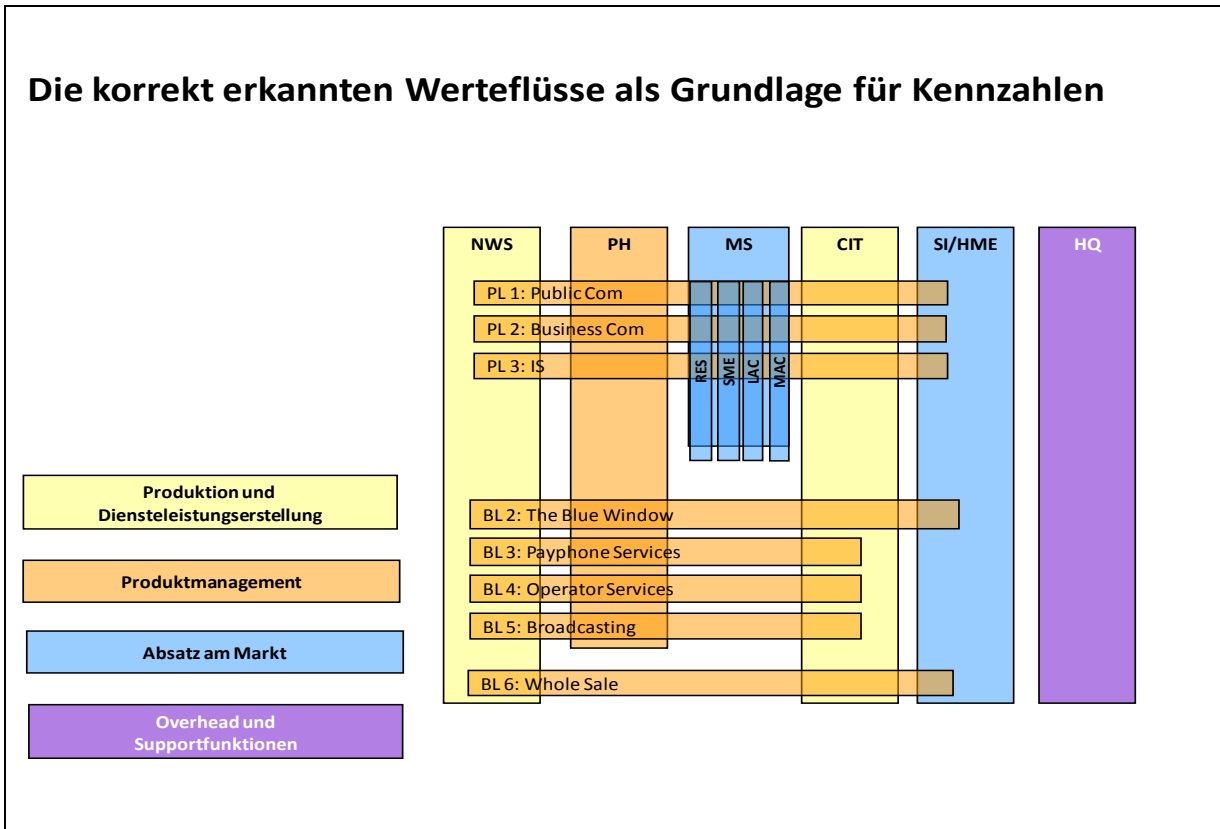 Die korrekt erkannten Werteflüsse als Grundlage für Kennzahlen
NWS
PH
MS
CIT
SI/HME
HQ
PL 1: Public Com
PL 2: Business Com
PL 3: IS
RES
SME
LAC
MAC
Produktion und
Diensteleistungserstellung
BL 2: The Blue Window
BL 3: Payphone Services
Produktmanagement
BL 4: Operator Services
BL 5: Broadcasting
Absatz am Markt
BL 6: Whole Sale
Overhead und
Supportfunktionen